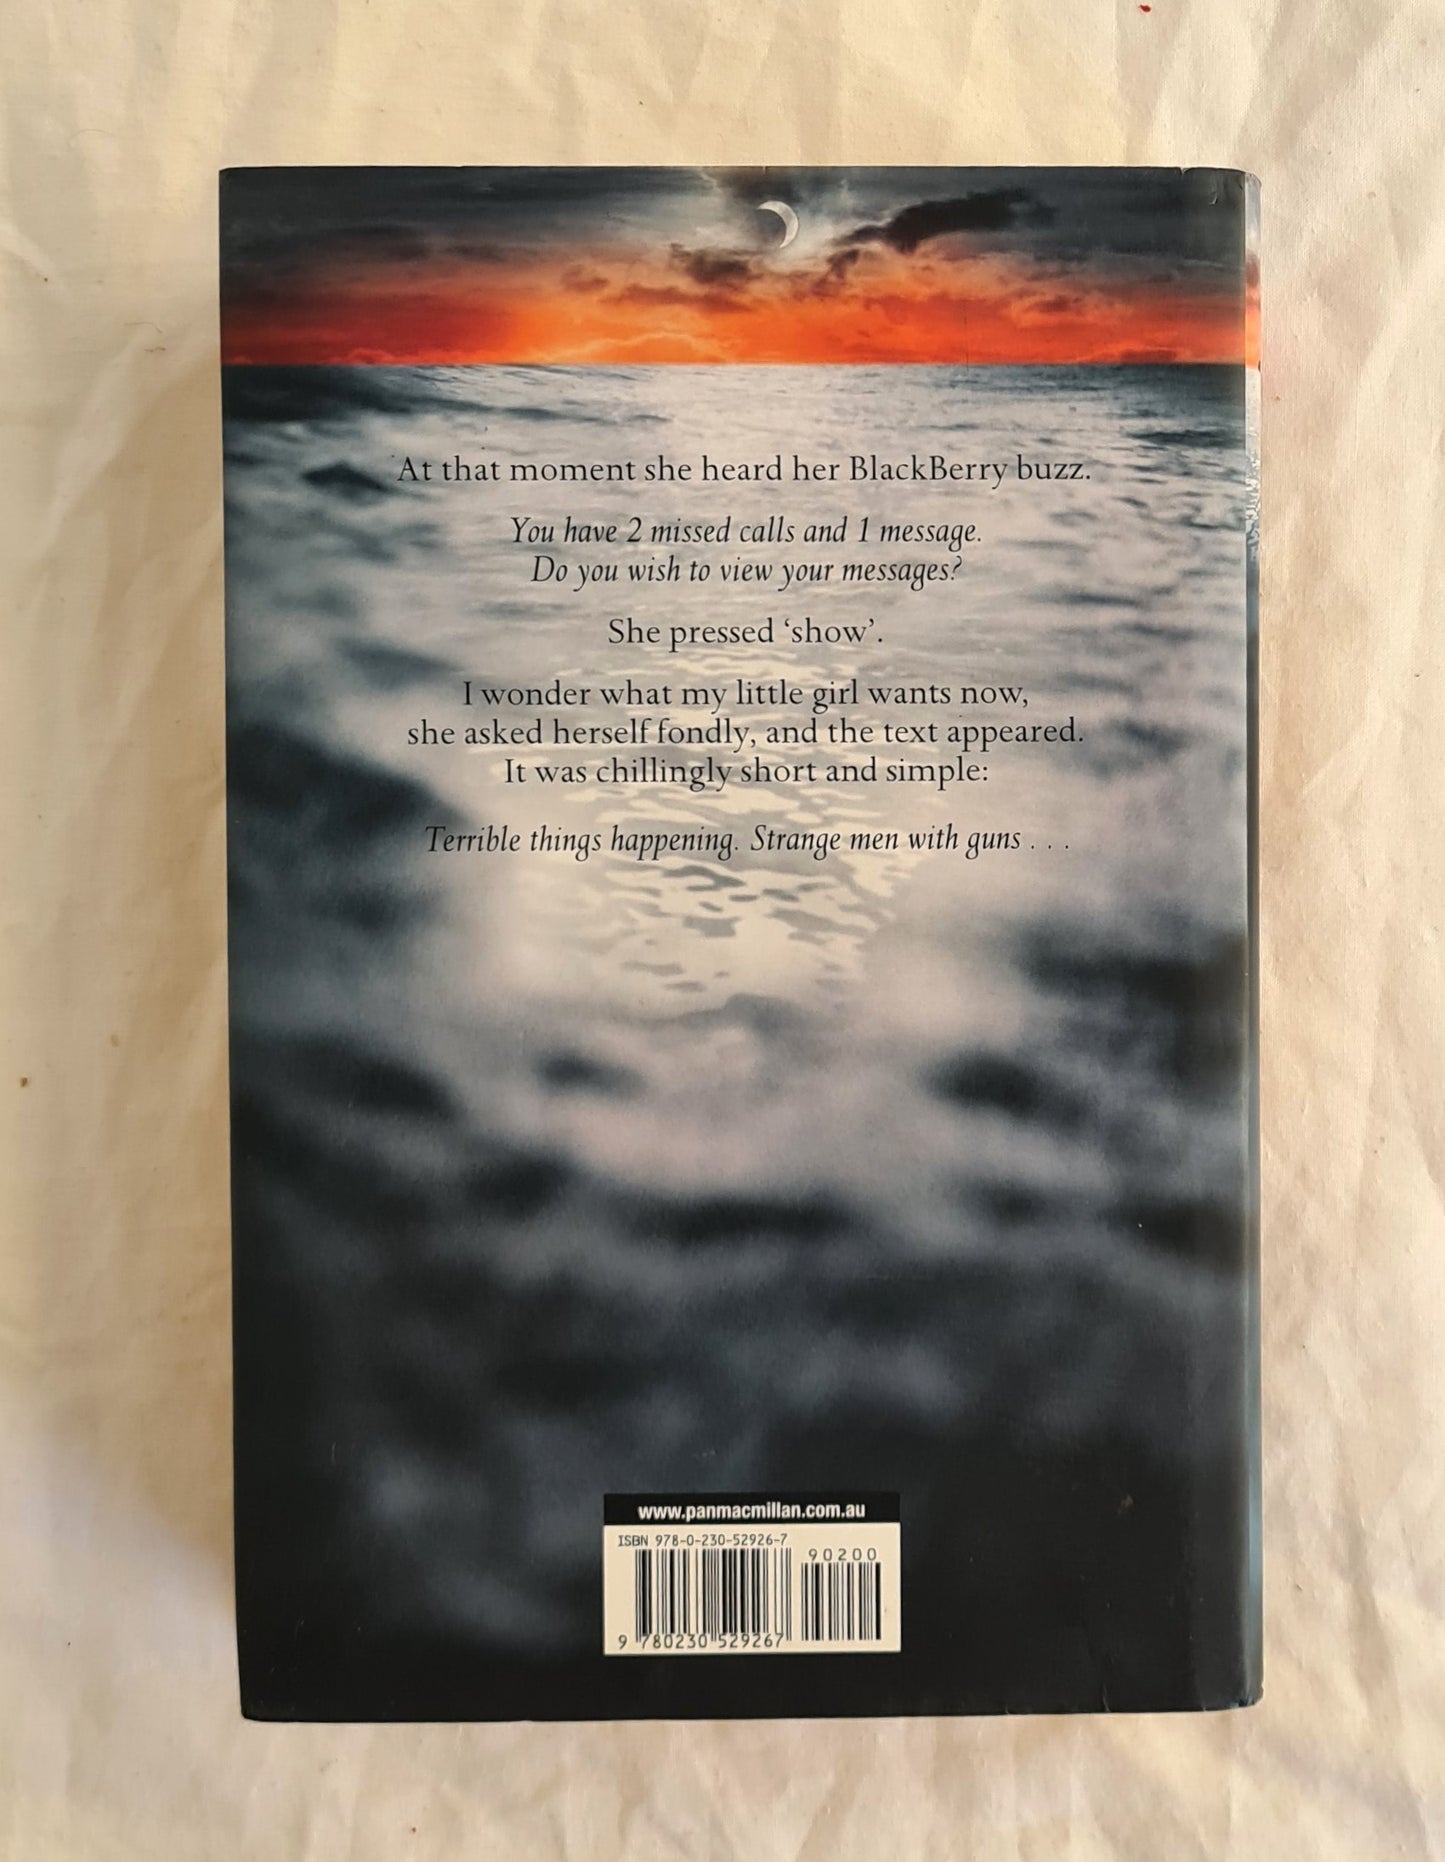 At that moment she heard her BlackBerry buzz.
You have 2 missed calls and 1 message.
Do you wish to view your messages?
She pressed ‘show’.
I wonder what my little girl wants now,
she asked herself fondly, and the text appeared.
It was chillingly short and simple:
Terrible things happening. Strange men with guns . . .
www.panmacmillan.com.au
ISBN 978-0-230-52926-7
90200
9 780230 529267